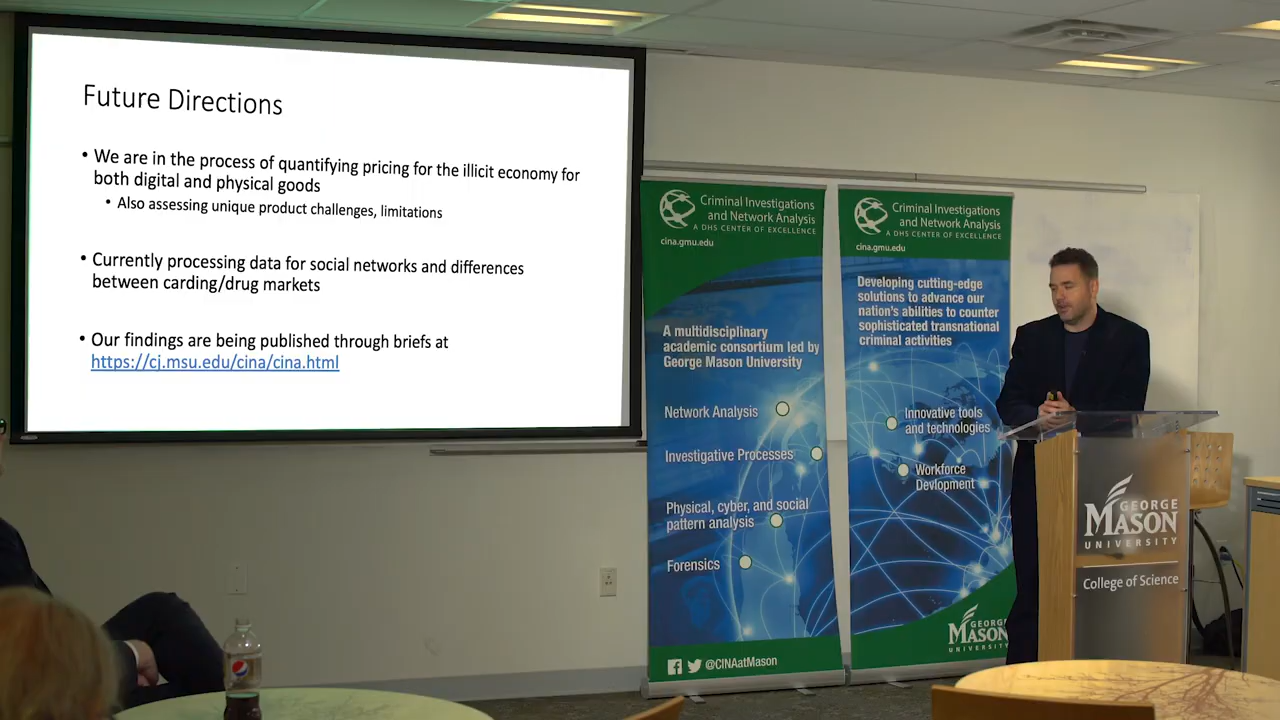 Future Directions
• We are in the process of quantifying pricing for the illicit economy for
both digital and physical goods
• Also assessing unique product challenges, limitations
• Currently processing data for social networks and differences
between carding/drug markets
• Our findings are being published through briefs at
https://cj.msu.edu/cina/cina.html
Criminal Investigations
and Network Analysis
A DHS CENTER OF EXCELLENCE
cina.gmu.edu
A multidisciplinary
academic consortium led by
George Mason University
Network Analysis
Investigative Processes
Physical, cyber, and social
pattern analysis
Forensics
@CINAatMason
Criminal Investigations
and Network Analysis
A DHS CENTER OF EXCELLENCE
cina.gmu.edu
Developing cutting-edge
solutions to advance our
nation's abilities to counter
sophisticated transnational
criminal activities
Innovative tools
and technologies
Workforce
Devlopment
GEORGE
MASON
UNIVERSITY
GEORGE
MASON
UNIVERSITY
College of Science
pepsi